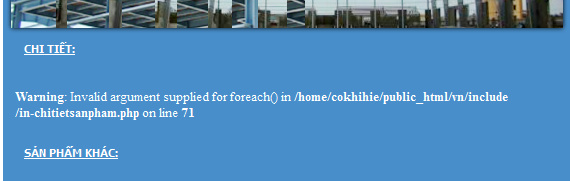 CHI TIẾT:
Warning: Invalid argument supplied for foreach() in /home/cokhihie/public_html/vn/include
/in-chitietsanpham.php on line 71
SẢN PHẨM KHÁC: